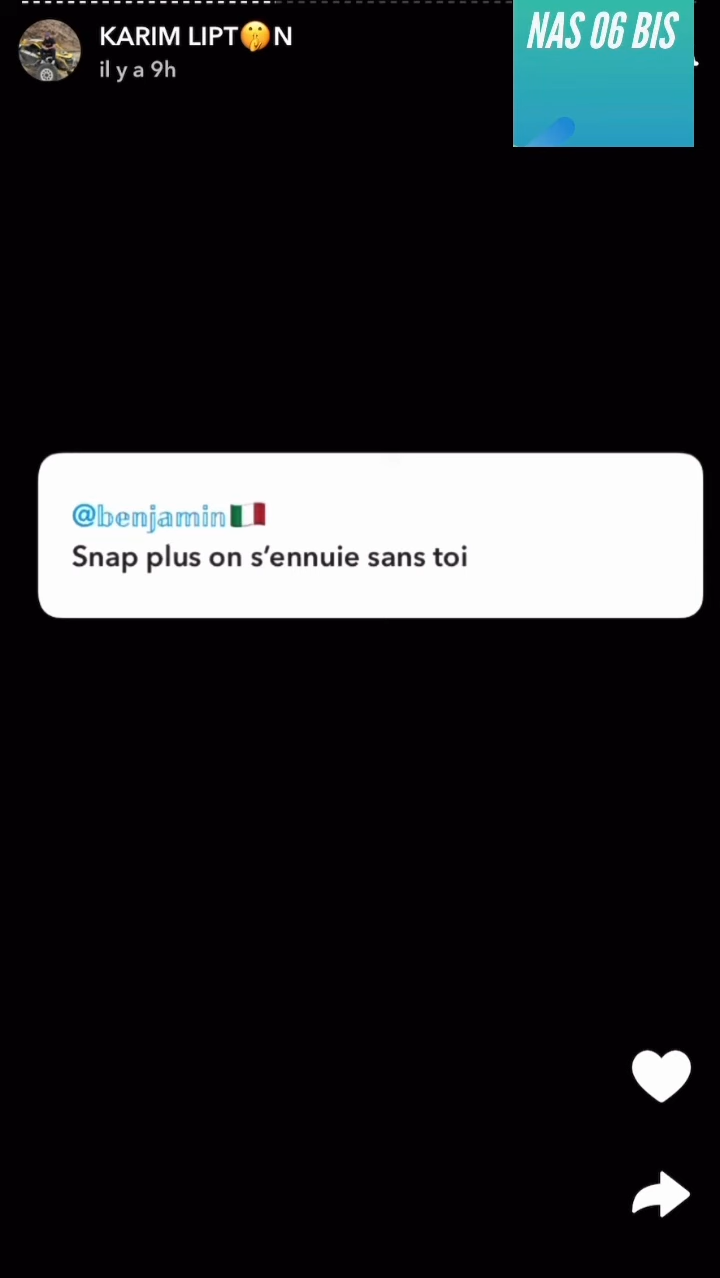 KARIM LIPT🤫N
il y a 9h
NAS 06 BIS
@benjamin🇮🇹
Snap plus on s’ennuie sans toi